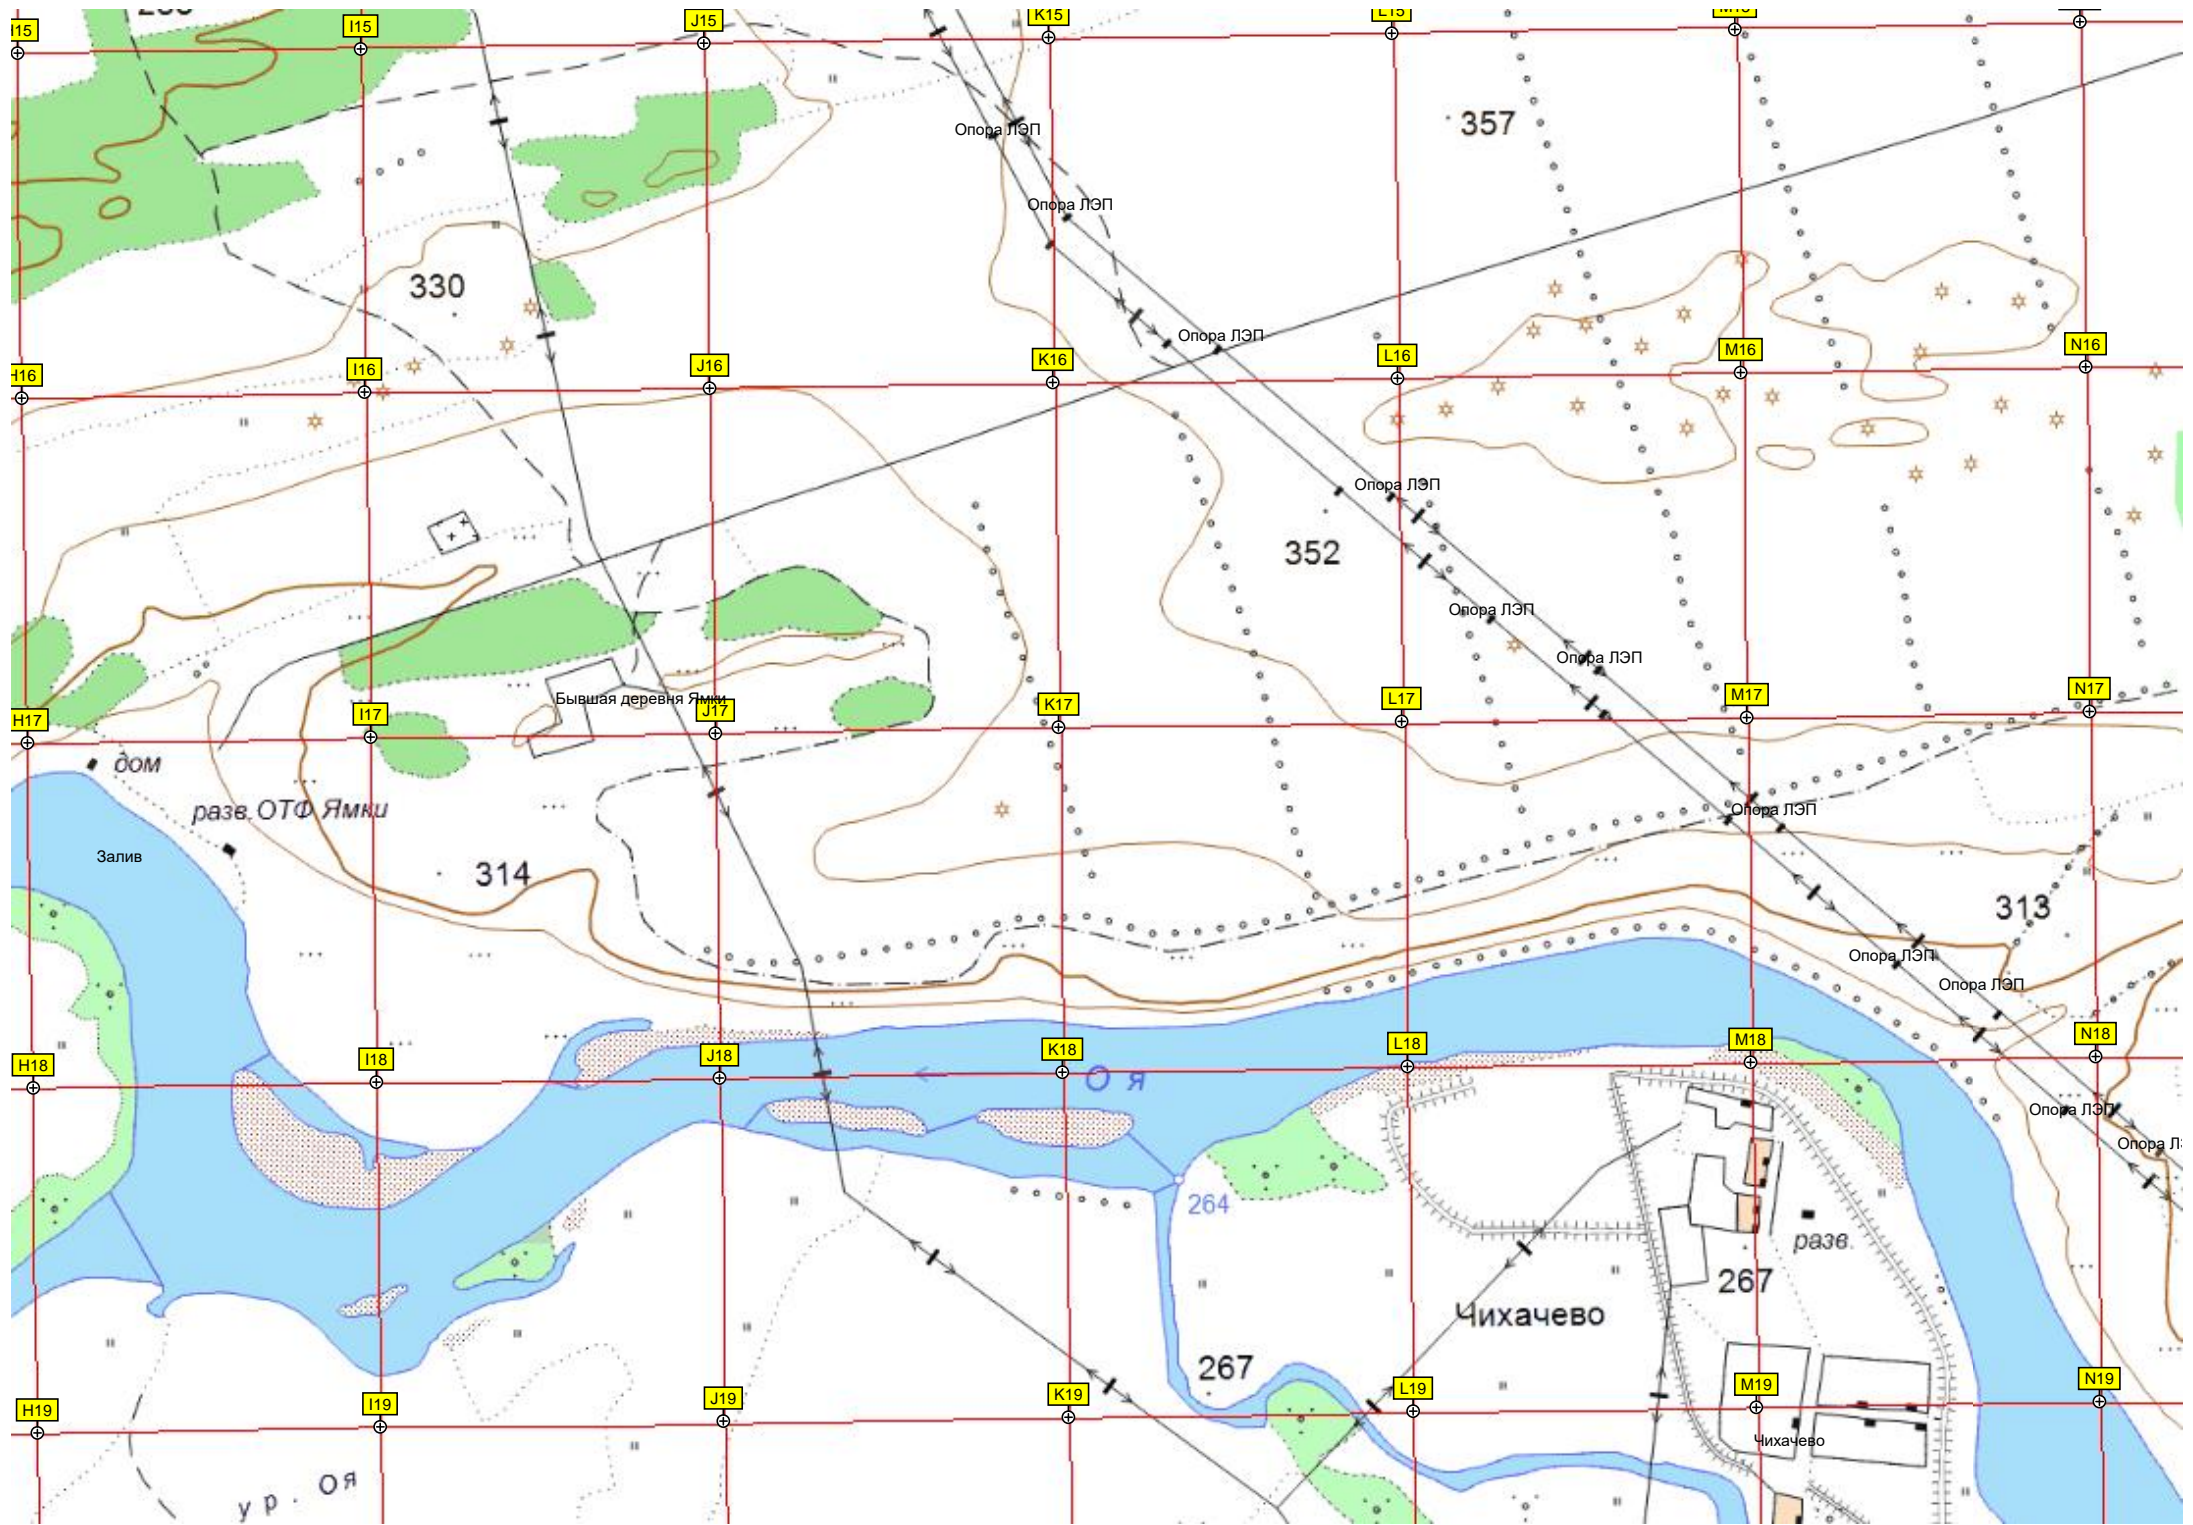 I15
J15
K15
L15
Опора ЛЭП
357
Опора ЛЭП
330
Опора ЛЭП
H16
I16
J16
K16
L16
M16
N16
Опора ЛЭП
352
Опора ЛЭП
Опора ЛЭП
Бывшая деревня Ямки
H17
I17
J17
K17
L17
M17
N17
дом
разв. ОТФ Ямки
Опора ЛЭП
Залив
314
313
Опора ЛЭП
Опора ЛЭП
H18
I18
J18
K18
L18
M18
N18
Оя
Опора ЛЭП
Опора
264
разв.
267
Чихачево
267
H19
I19
J19
K19
L19
M19
N19
Чихачево
ур. Оя